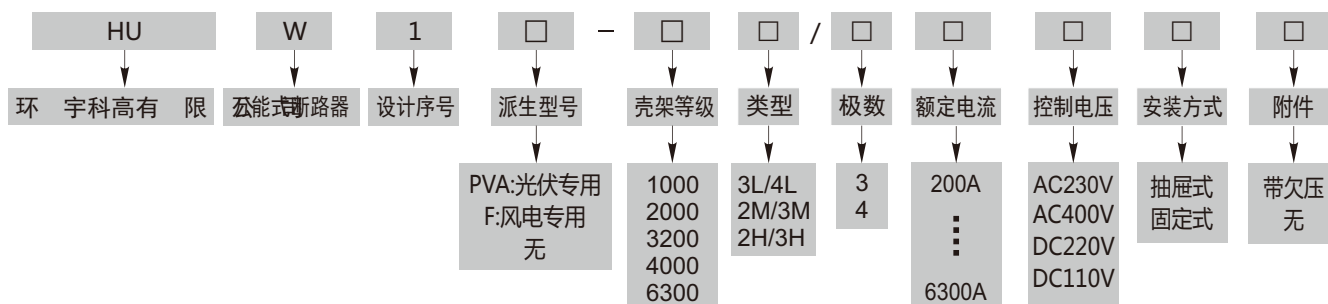 HU W 1 □ – □ □ / □ □ □ □ □
环 宇科高有 限 公 司 万能式断路器 设计序号 派生型号 壳架等级 类型 极数 额定电流 控制电压 安装方式 附件
PVA:光伏专用
F:风电专用
无
1000
2000
3200
4000
6300
3L/4L
2M/3M
2H/3H
3
4
200A
6300A
AC230V
AC400V
DC220V
DC110V
抽屉式
固定式
带欠压
无